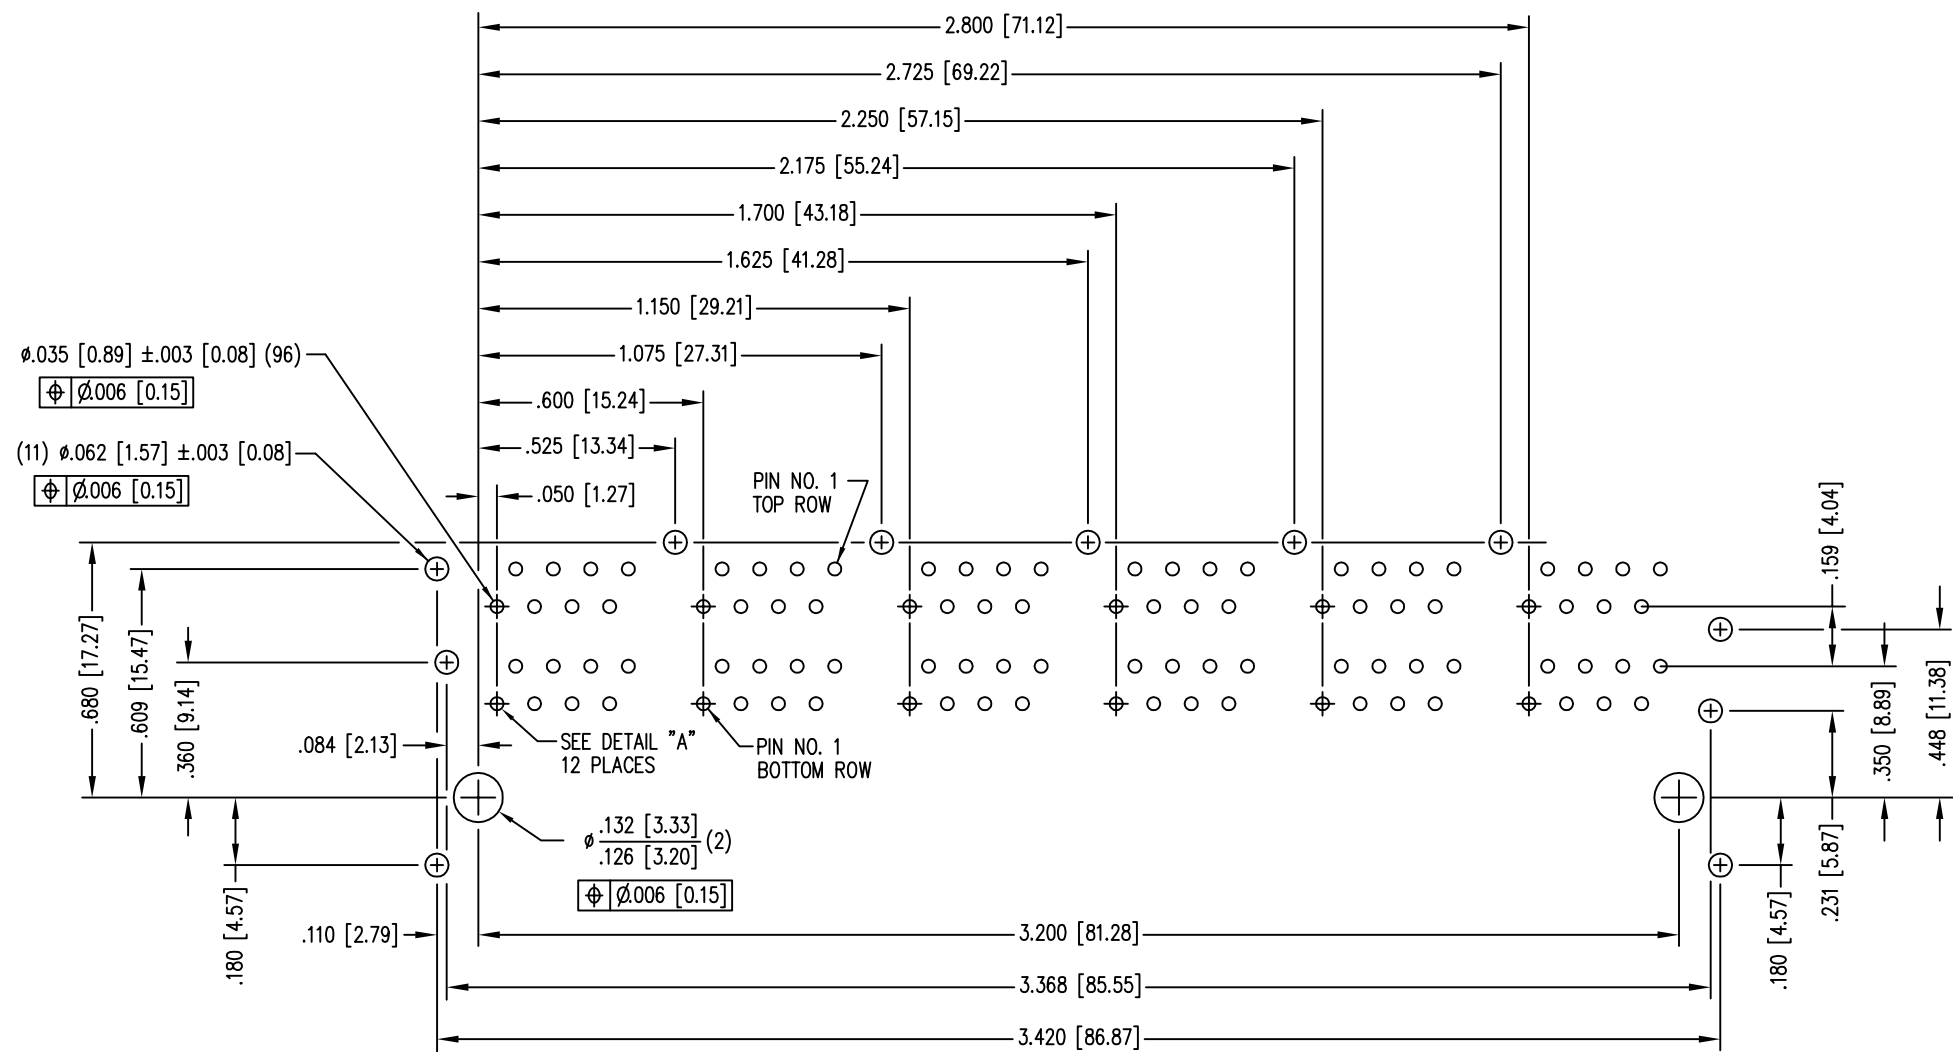 2.800 [71.12]
2.725 [69.22]
2.250 [57.15]
2.175 [55.24]
1.700 [43.18]
1.625 [41.28]
1.150 [29.21]
ø.035 [0.89] ±.003 [0.08] (96)
⌖ Ø.006 [0.15]
1.075 [27.31]
.600 [15.24]
(11) ø.062 [1.57] ±.003 [0.08]
⌖ Ø.006 [0.15]
.525 [13.34]
.050 [1.27]
PIN NO. 1
TOP ROW
.159 [4.04]
.680 [17.27]
.609 [15.47]
.360 [9.14]
.084 [2.13]
SEE DETAIL "A"
12 PLACES
PIN NO. 1
BOTTOM ROW
.350 [8.89]
.448 [11.38]
ø .132 [3.33]
.126 [3.20] (2)
⌖ Ø.006 [0.15]
.231 [5.87]
.180 [4.57]
.180 [4.57]
.110 [2.79]
3.200 [81.28]
3.368 [85.55]
3.420 [86.87]